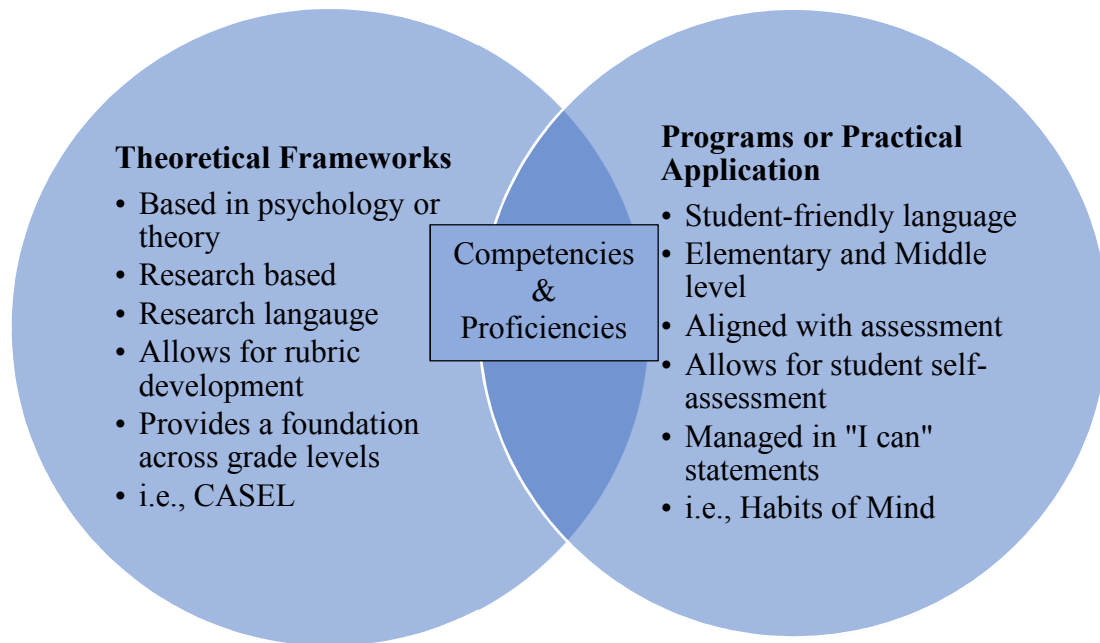 Theoretical Frameworks
• Based in psychology or
theory
• Research based
• Research langauge
• Allows for rubric
development
• Provides a foundation
across grade levels
• i.e., CASEL
Competencies
&
Proficiencies
Programs or Practical
Application
• Student-friendly language
• Elementary and Middle
level
• Aligned with assessment
• Allows for student self-
assessment
• Managed in "I can"
statements
• i.e., Habits of Mind